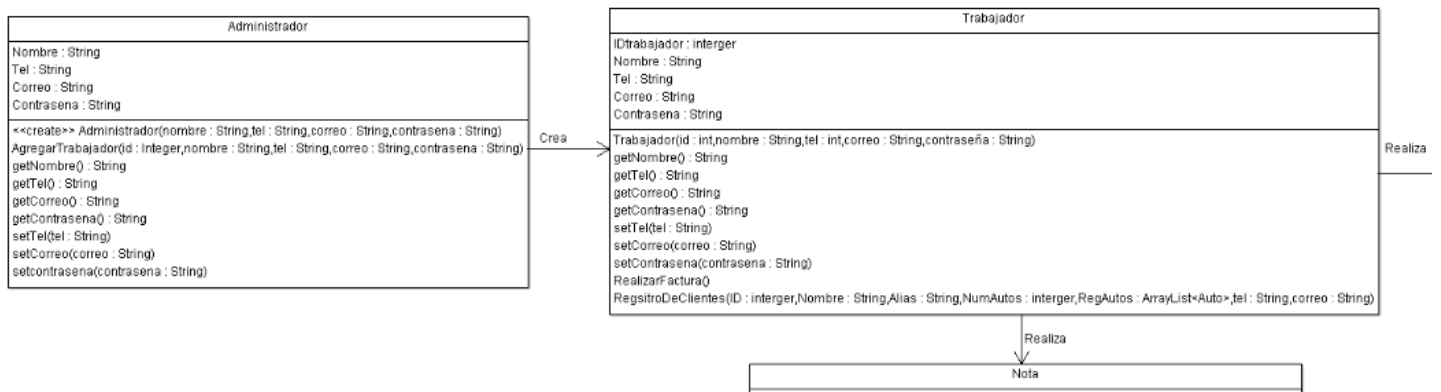 Administrador
Nombre : String
Tel : String
Correo : String
Contrasena : String
<<create>> Administrador(nombre : String,tel : String,correo : String,contrasena : String)
AgregarTrabajador(id : Integer,nombre : String,tel : String,correo : String,contrasena : String)
getNombre() : String
getTel() : String
getCorreo() : String
getContrasena() : String
setTel(tel : String)
setCorreo(correo : String)
setcontrasena(contrasena : String)
Crea
Trabajador
IDtrabajador : interger
Nombre : String
Tel : String
Correo : String
Contrasena : String
Trabajador(id : int,nombre : String,tel : int,correo : String,contraseña : String)
getNombre() : String
getTel() : String
getCorreo() : String
getContrasena() : String
setTel(tel : String)
setCorreo(correo : String)
setContrasena(contrasena : String)
RealizarFactura()
RegsitroDeClientes(ID : interger,Nombre : String,Alias : String,NumAutos : interger,RegAutos : ArrayList<Auto>,tel : String,correo : String)
Realiza
Realiza
Nota